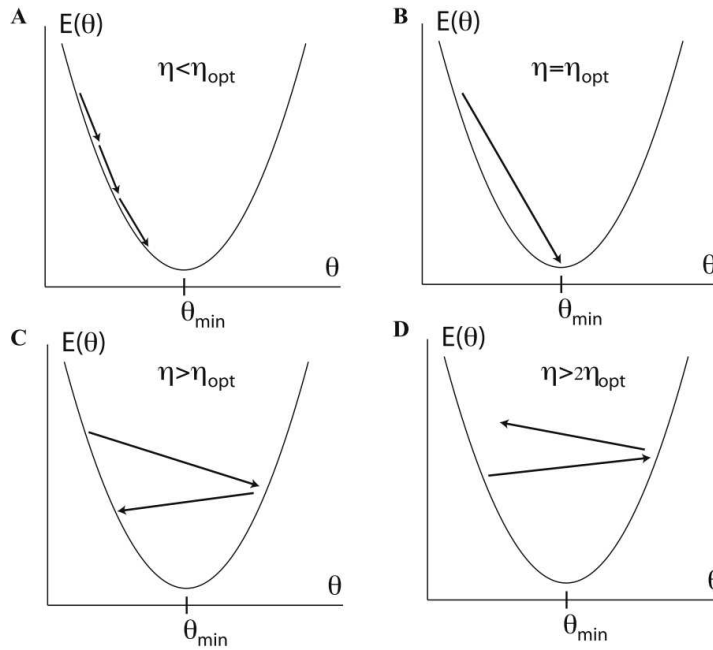 A
E(θ)
η<ηopt
θ
θmin
B
E(θ)
η=ηopt
θ
θmin
C
E(θ)
η>ηopt
θ
θmin
D
E(θ)
η>2ηopt
θ
θmin